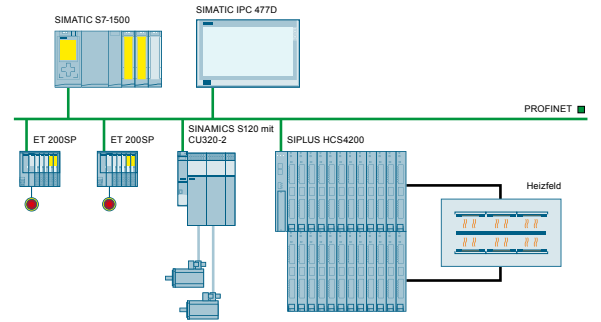 SIMATIC S7-1500
SIMATIC IPC 477D
PROFINET
ET 200SP
ET 200SP
SINAMICS S120 mit
CU320-2
SIPLUS HCS4200
Heizfeld